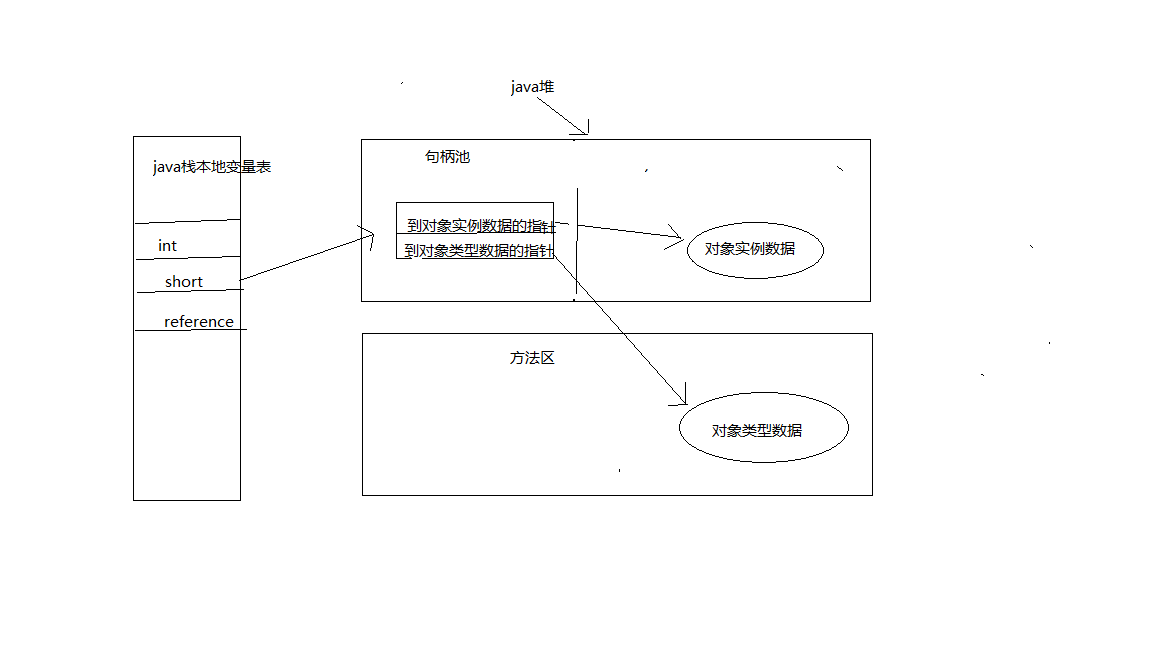 java堆
java栈本地变量表
句柄池
到对象实例数据的指针
到对象类型数据的指针
对象实例数据
int
short
reference
方法区
对象类型数据